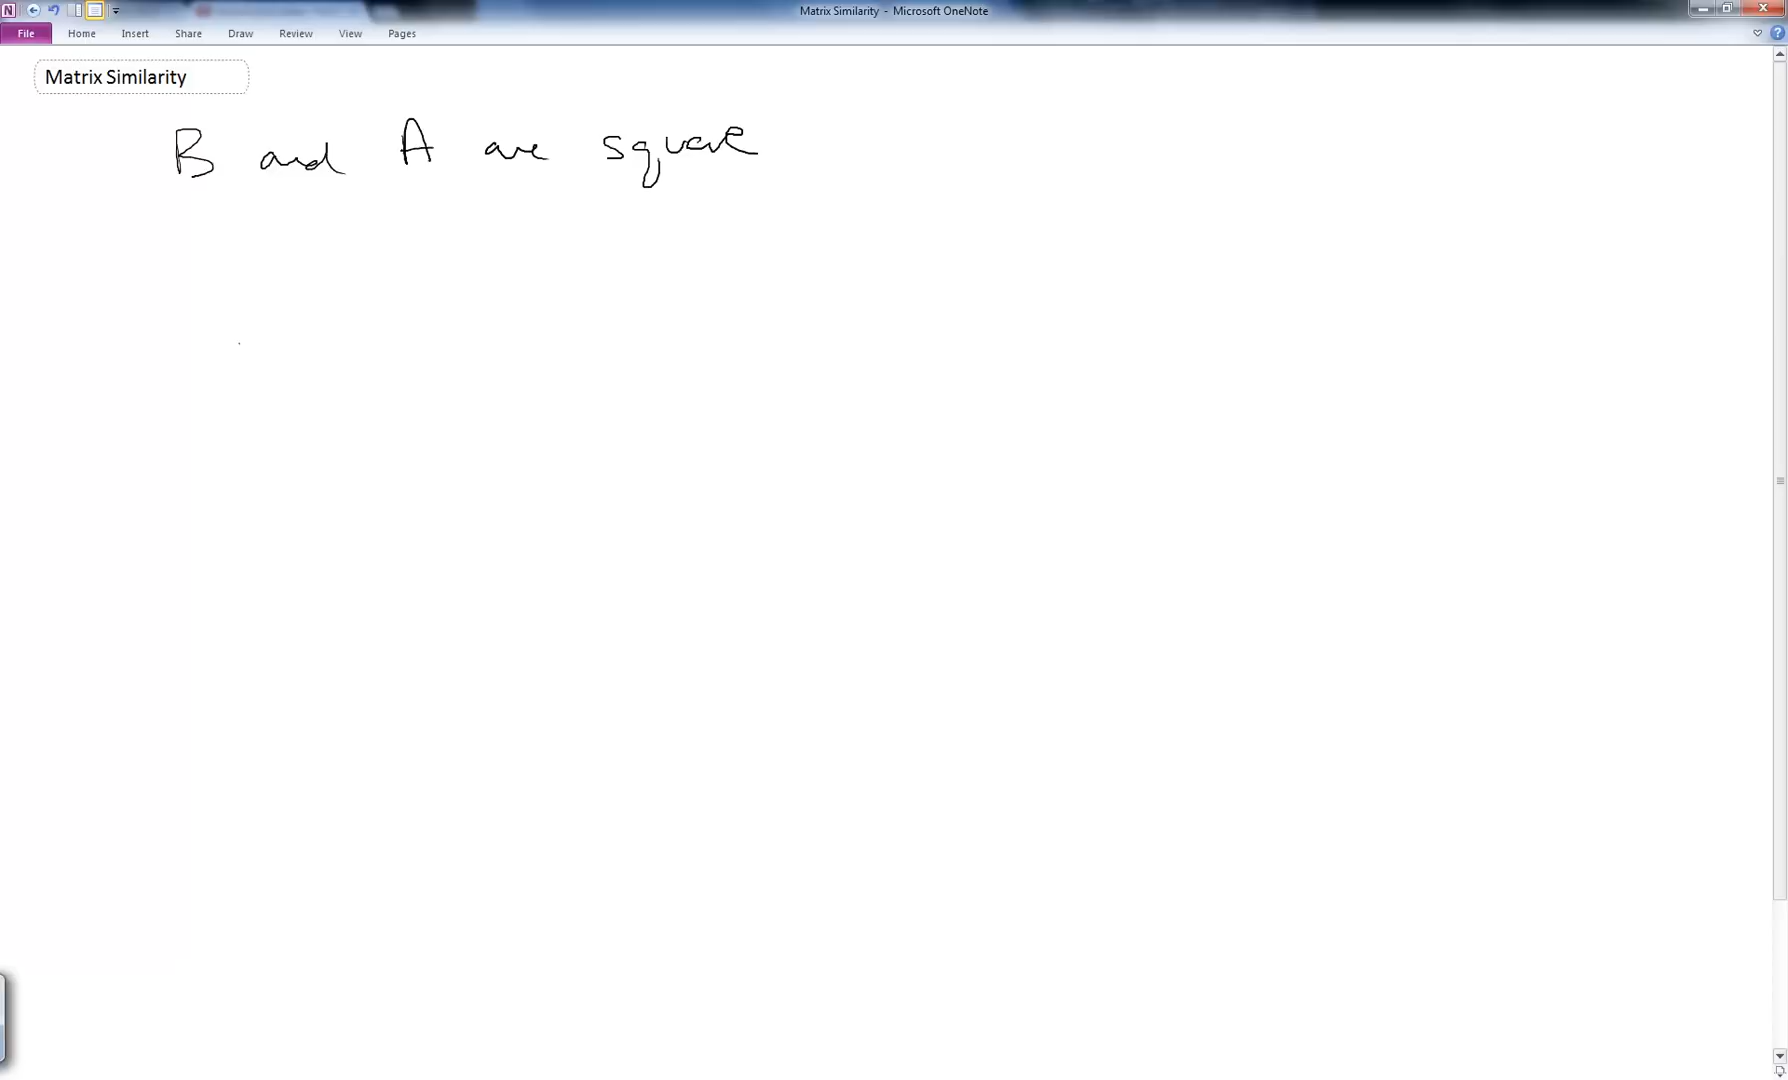 Matrix Similarity - Microsoft OneNote
File Home Insert Share Draw Review View Pages
Matrix Similarity
B and A are square